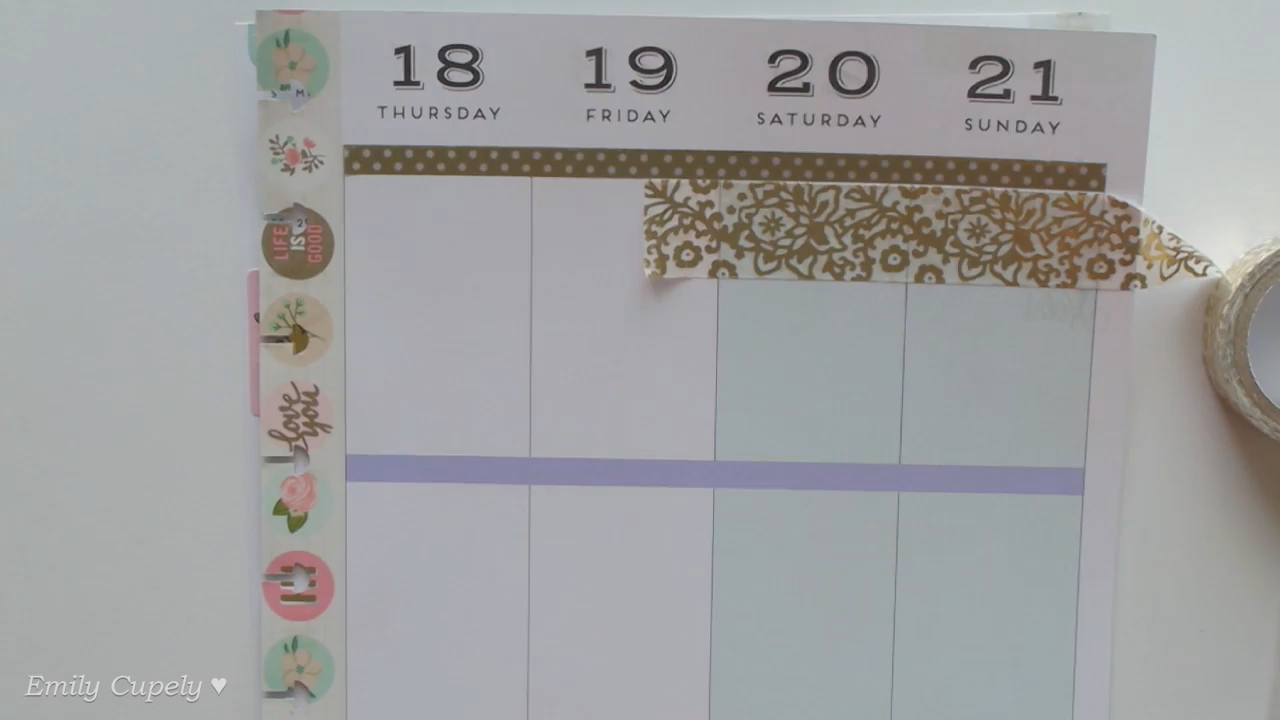 18 19 20 21
THURSDAY FRIDAY SATURDAY SUNDAY
LIFE
IS
GOOD
love
you
Emily Cupely ♥